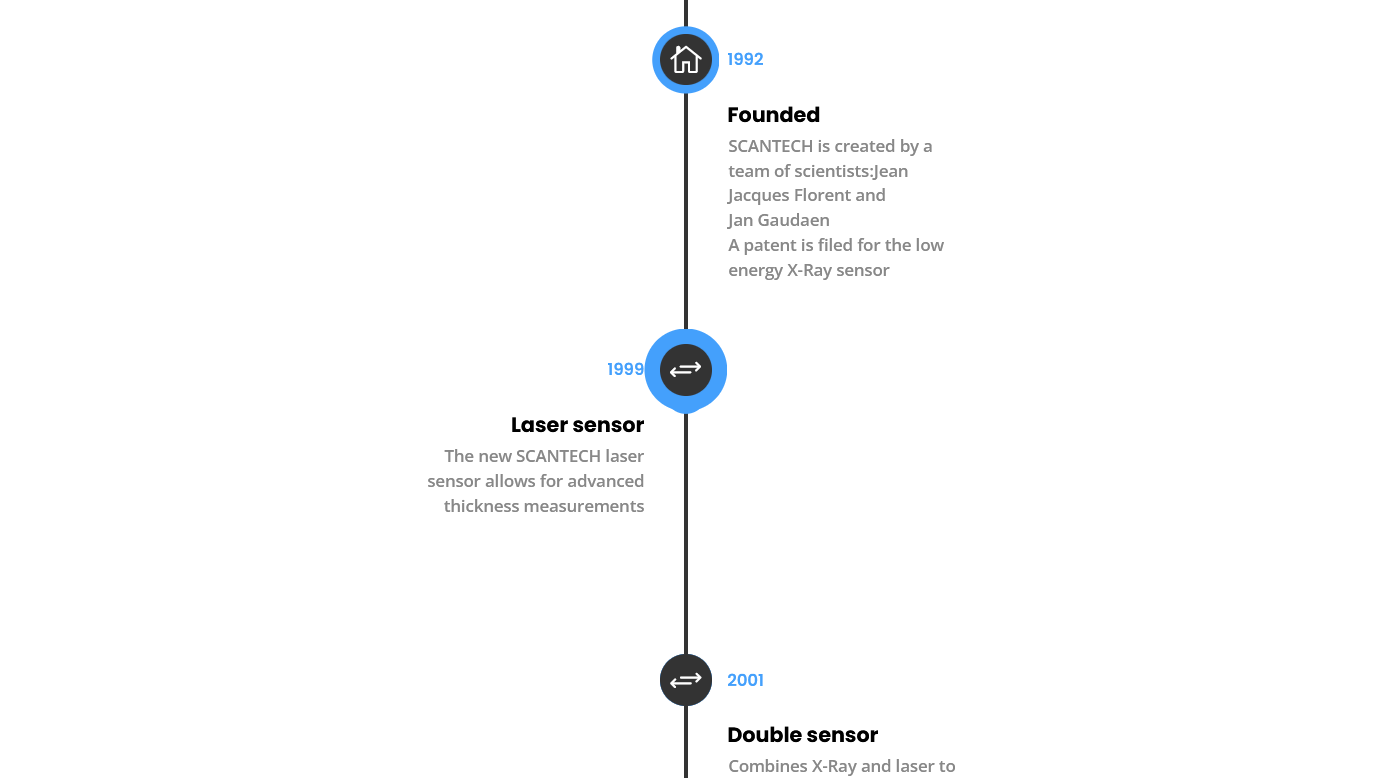 1992
Founded
SCANTECH is created by a
team of scientists:Jean
Jacques Florent and
Jan Gaudaen
A patent is filed for the low
energy X-Ray sensor
1999
Laser sensor
The new SCANTECH laser
sensor allows for advanced
thickness measurements
2001
Double sensor
Combines X-Ray and laser to